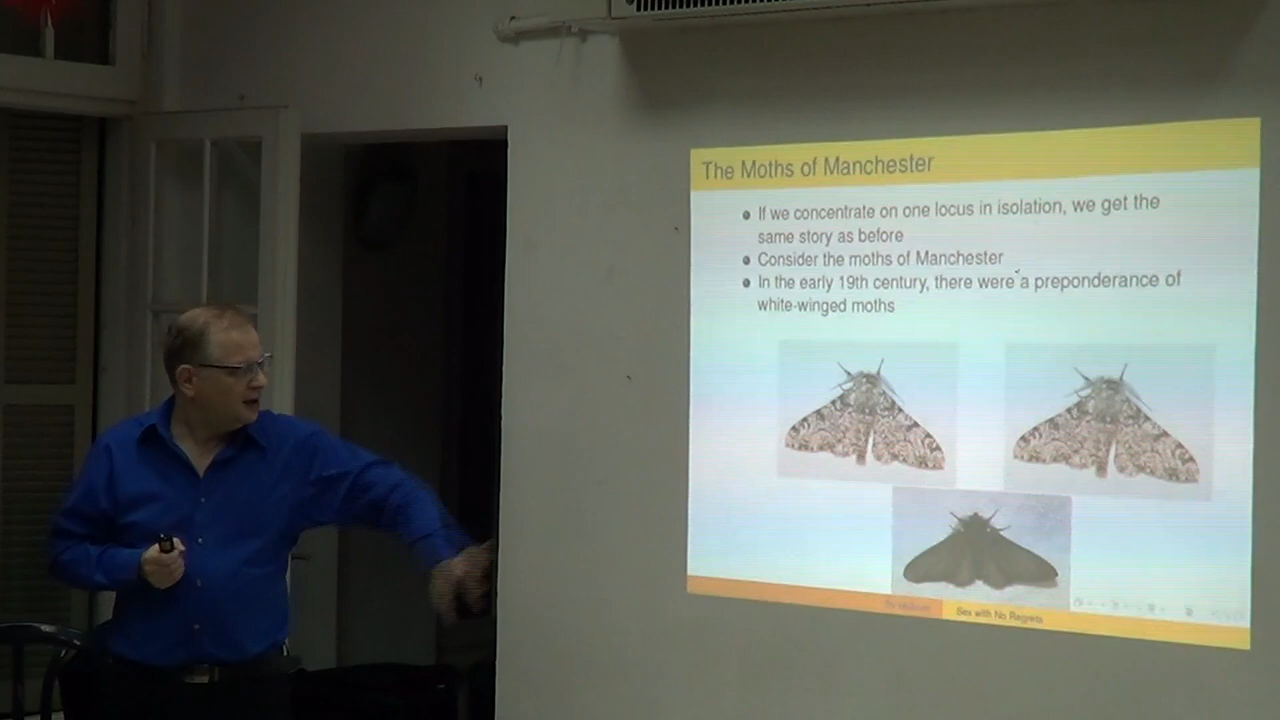 The Moths of Manchester
If we concentrate on one locus in isolation, we get the
same story as before
Consider the moths of Manchester
In the early 19th century, there were a preponderance of
white-winged moths
Sex with No Regrets